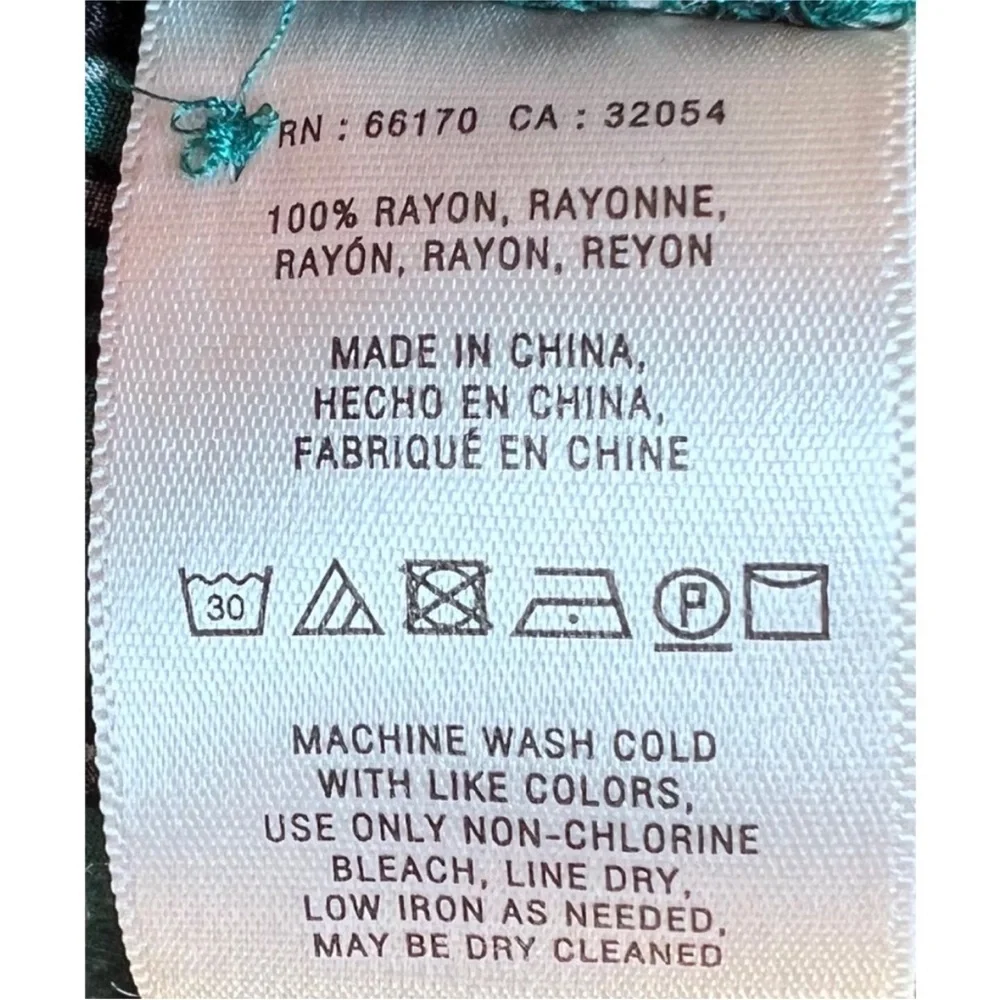 RN : 66170 CA : 32054
100% RAYON, RAYONNE,
RAYÓN, RAYON, REYON
MADE IN CHINA,
HECHO EN CHINA,
FABRIQUÉ EN CHINE
30 P
MACHINE WASH COLD
WITH LIKE COLORS,
USE ONLY NON-CHLORINE
BLEACH, LINE DRY,
LOW IRON AS NEEDED,
MAY BE DRY CLEANED